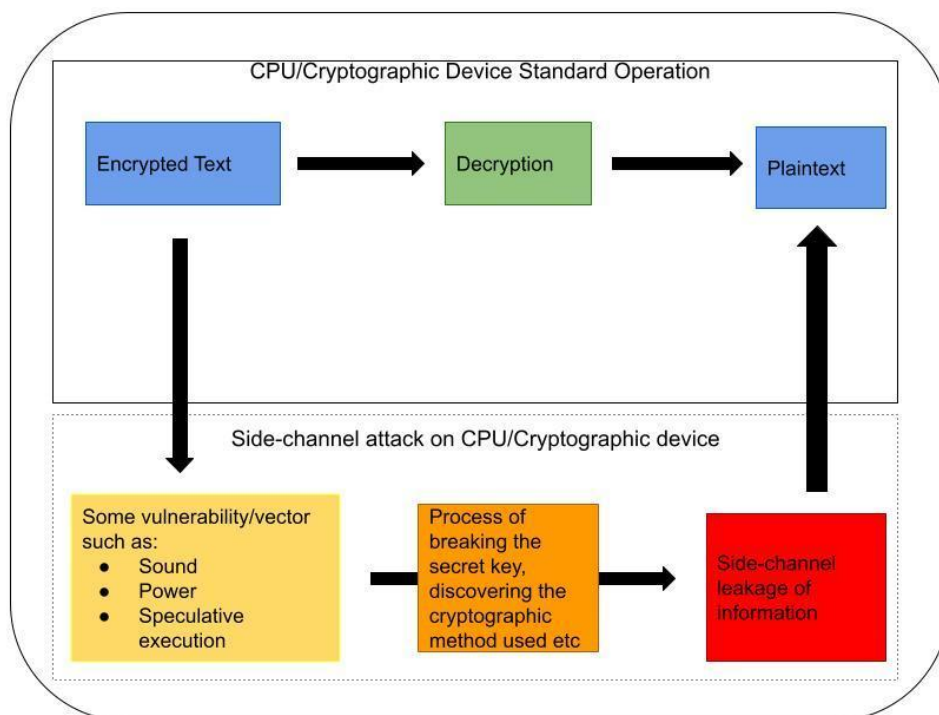 CPU/Cryptographic Device Standard Operation
Encrypted Text
Decryption
Plaintext
Side-channel attack on CPU/Cryptographic device
Some vulnerability/vector
such as:
● Sound
● Power
● Speculative
execution
Process of
breaking the
secret key,
discovering the
cryptographic
method used etc
Side-channel
leakage of
information